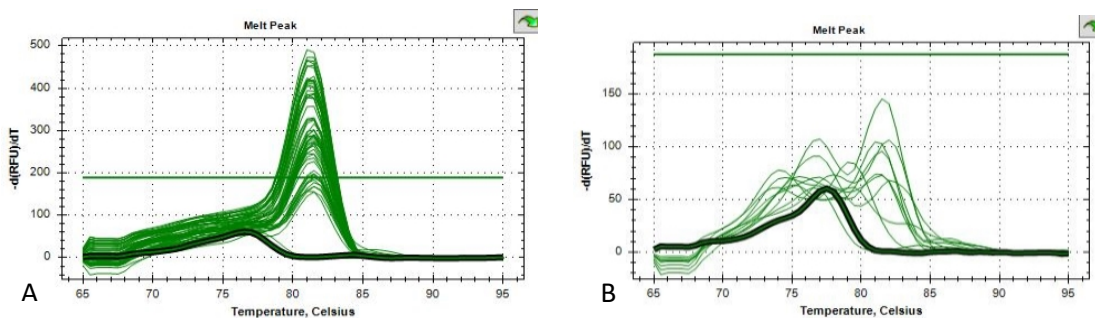 Melt Peak
500
400
300
200
100
0
-d(RFU)/dT
65 70 75 80 85 90 95
Temperature, Celsius
A
Melt Peak
150
100
50
0
-d(RFU)/dT
65 70 75 80 85 90 95
Temperature, Celsius
B